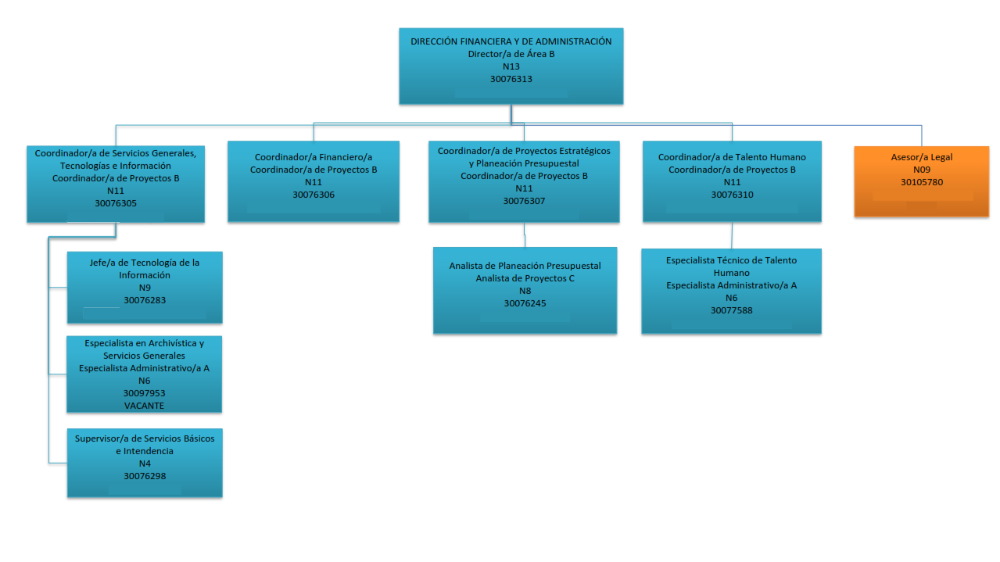 DIRECCIÓN FINANCIERA Y DE ADMINISTRACIÓN
Director/a de Área B
N13
30076313
Coordinador/a de Servicios Generales,
Tecnologías e Información
Coordinador/a de Proyectos B
N11
30076305
Coordinador/a Financiero/a
Coordinador/a de Proyectos B
N11
30076306
Coordinador/a de Proyectos Estratégicos
y Planeación Presupuestal
Coordinador/a de Proyectos B
N11
30076307
Coordinador/a de Talento Humano
Coordinador/a de Proyectos B
N11
30076310
Asesor/a Legal
N09
30105780
Jefe/a de Tecnología de la
Información
N9
30076283
Analista de Planeación Presupuestal
Analista de Proyectos C
N8
30076245
Especialista Técnico de Talento
Humano
Especialista Administrativo/a A
N6
30077588
Especialista en Archivística y
Servicios Generales
Especialista Administrativo/a A
N6
30097953
VACANTE
Supervisor/a de Servicios Básicos
e Intendencia
N4
30076298